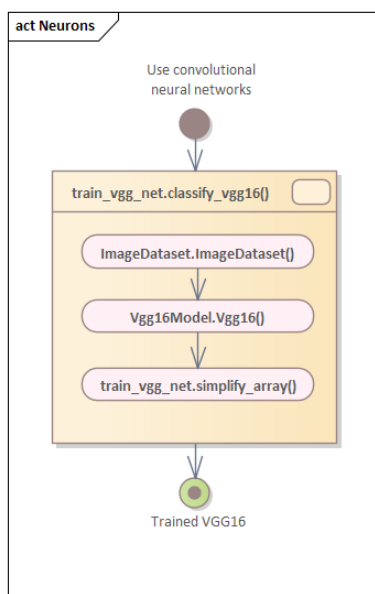 act Neurons
Use convolutional
neural networks
train_vgg_net.classify_vgg16()
ImageDataset.ImageDataset()
Vgg16Model.Vgg16()
train_vgg_net.simplify_array()
Trained VGG16